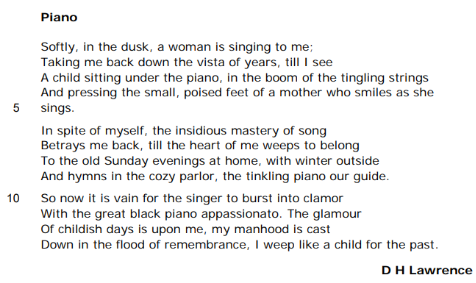 Piano
Softly, in the dusk, a woman is singing to me;
Taking me back down the vista of years, till I see
A child sitting under the piano, in the boom of the tingling strings
And pressing the small, poised feet of a mother who smiles as she
5 sings.
In spite of myself, the insidious mastery of song
Betrays me back, till the heart of me weeps to belong
To the old Sunday evenings at home, with winter outside
And hymns in the cozy parlor, the tinkling piano our guide.
10 So now it is vain for the singer to burst into clamor
With the great black piano appassionato. The glamour
Of childish days is upon me, my manhood is cast
Down in the flood of remembrance, I weep like a child for the past.
D H Lawrence